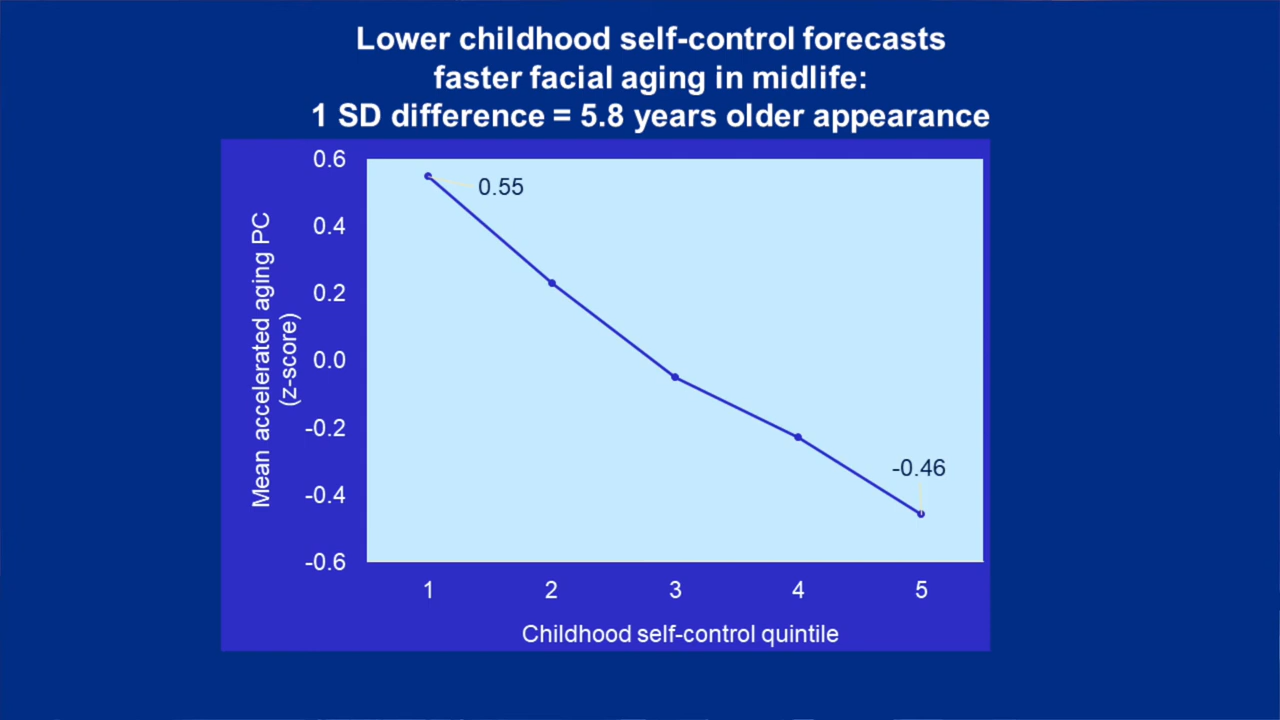 Lower childhood self-control forecasts
faster facial aging in midlife:
1 SD difference = 5.8 years older appearance
Mean accelerated aging PC
(z-score)
0.6
0.4
0.2
0.0
-0.2
-0.4
-0.6
0.55
-0.46
1 2 3 4 5
Childhood self-control quintile